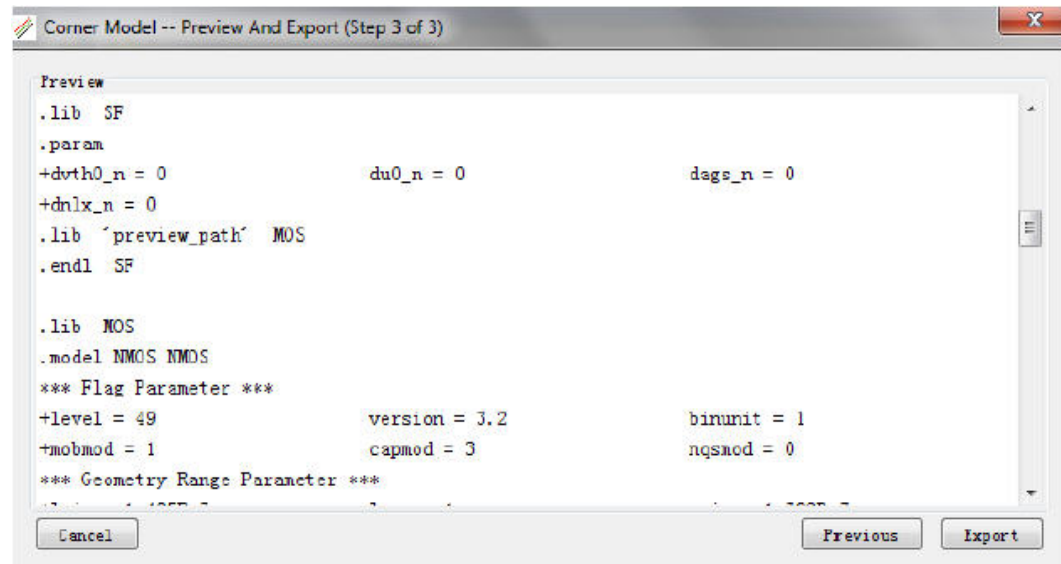 Corner Model -- Preview And Export (Step 3 of 3)
Preview
.lib SF
.param
+dvth0_n = 0 du0_n = 0 dags_n = 0
+dnlx_n = 0
.lib ´preview_path´ MOS
.endl SF
.lib MOS
.model NMOS NMOS
*** Flag Parameter ***
+level = 49 version = 3.2 binunit = 1
+mobmod = 1 capmod = 3 nqsmod = 0
*** Geometry Range Parameter ***
Cancel Previous Export